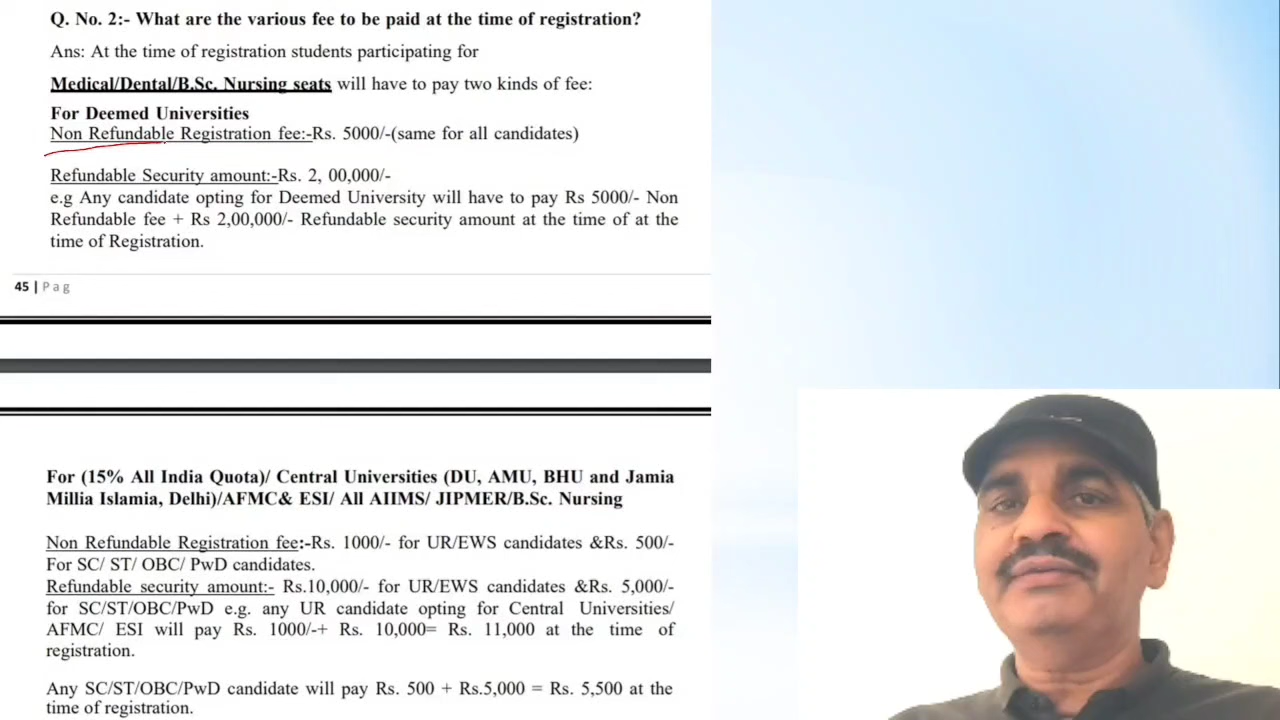 Q. No. 2:- What are the various fee to be paid at the time of registration?
Ans: At the time of registration students participating for
Medical/Dental/B.Sc. Nursing seats will have to pay two kinds of fee:
For Deemed Universities
Non Refundable Registration fee:-Rs. 5000/-(same for all candidates)
Refundable Security amount:-Rs. 2, 00,000/-
e.g Any candidate opting for Deemed University will have to pay Rs 5000/- Non
Refundable fee + Rs 2,00,000/- Refundable security amount at the time of at the
time of Registration.
45 | P a g
For (15% All India Quota)/ Central Universities (DU, AMU, BHU and Jamia
Millia Islamia, Delhi)/AFMC& ESI/ All AIIMS/ JIPMER/B.Sc. Nursing
Non Refundable Registration fee:-Rs. 1000/- for UR/EWS candidates &Rs. 500/-
For SC/ ST/ OBC/ PwD candidates.
Refundable security amount:- Rs.10,000/- for UR/EWS candidates &Rs. 5,000/-
for SC/ST/OBC/PwD e.g. any UR candidate opting for Central Universities/
AFMC/ ESI will pay Rs. 1000/-+ Rs. 10,000= Rs. 11,000 at the time of
registration.
Any SC/ST/OBC/PwD candidate will pay Rs. 500 + Rs.5,000 = Rs. 5,500 at the
time of registration.